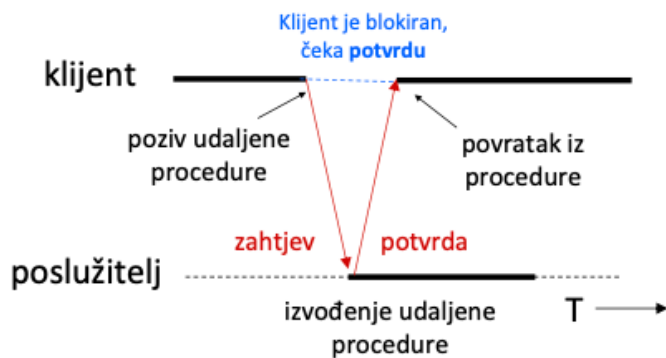 Klijent je blokiran,
čeka potvrdu
klijent
poziv udaljene
procedure
povratak iz
procedure
zahtjev
potvrda
poslužitelj
izvođenje udaljene
procedure
T